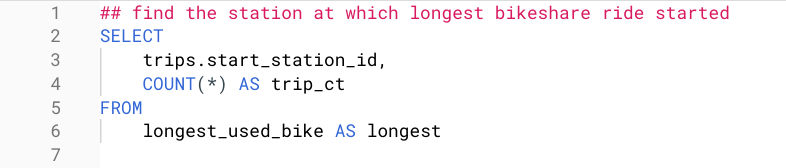 1 ## find the station at which longest bikeshare ride started
2 SELECT
3 trips.start_station_id,
4 COUNT(*) AS trip_ct
5 FROM
6 longest_used_bike AS longest
7